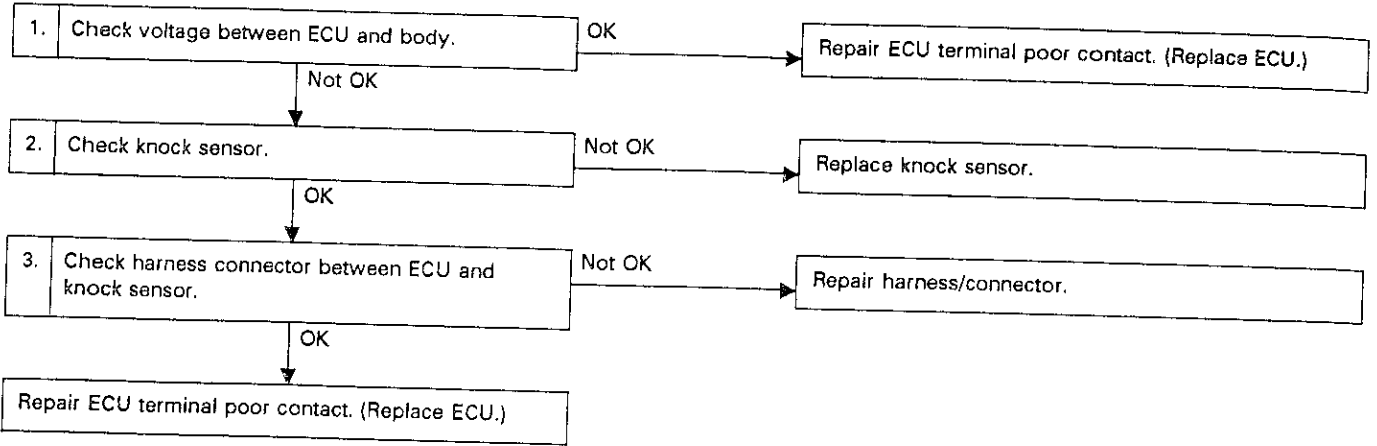 1. Check voltage between ECU and body.
OK
Repair ECU terminal poor contact. (Replace ECU.)
Not OK
2. Check knock sensor.
Not OK
Replace knock sensor.
OK
3. Check harness connector between ECU and
knock sensor.
Not OK
Repair harness/connector.
OK
Repair ECU terminal poor contact. (Replace ECU.)